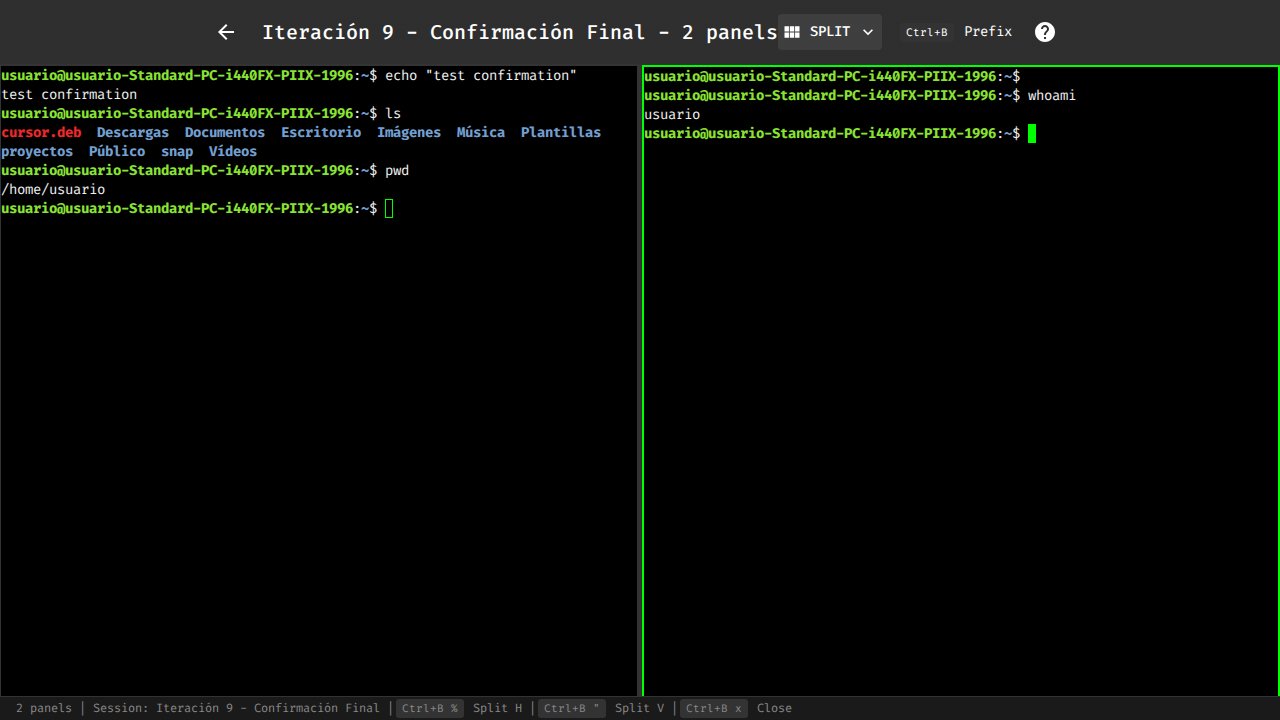 Iteración 9 - Confirmación Final - 2 panels
SPLIT
Ctrl+B Prefix
usuario@usuario-Standard-PC-i440FX-PIIX-1996:~$ echo "test confirmation"
test confirmation
usuario@usuario-Standard-PC-i440FX-PIIX-1996:~$ ls
cursor.deb Descargas Documentos Escritorio Imágenes Música Plantillas
proyectos Público snap Vídeos
usuario@usuario-Standard-PC-i440FX-PIIX-1996:~$ pwd
/home/usuario
usuario@usuario-Standard-PC-i440FX-PIIX-1996:~$
usuario@usuario-Standard-PC-i440FX-PIIX-1996:~$
usuario@usuario-Standard-PC-i440FX-PIIX-1996:~$ whoami
usuario
usuario@usuario-Standard-PC-i440FX-PIIX-1996:~$
2 panels | Session: Iteración 9 - Confirmación Final | Ctrl+B % Split H | Ctrl+B " Split V | Ctrl+B x Close